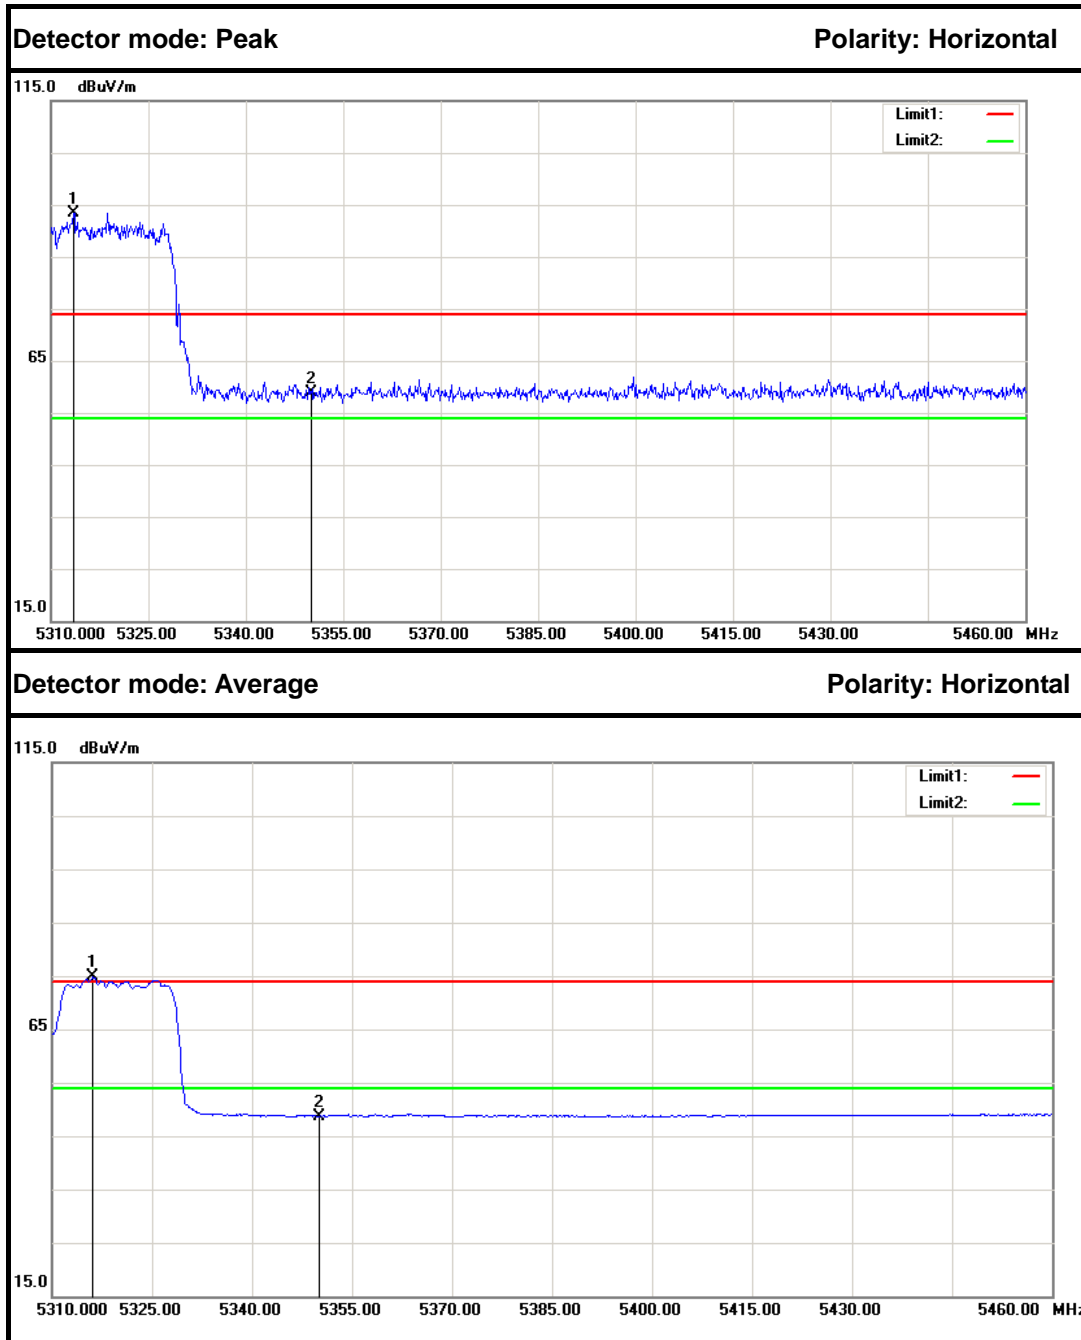 Detector mode: Peak Polarity: Horizontal
115.0 dBuV/m
Limit1:
Limit2:
1
65
2
15.0
5310.000 5325.00 5340.00 5355.00 5370.00 5385.00 5400.00 5415.00 5430.00 5460.00 MHz
Detector mode: Average Polarity: Horizontal
115.0 dBuV/m
Limit1:
Limit2:
1
65
2
15.0
5310.000 5325.00 5340.00 5355.00 5370.00 5385.00 5400.00 5415.00 5430.00 5460.00 MHz